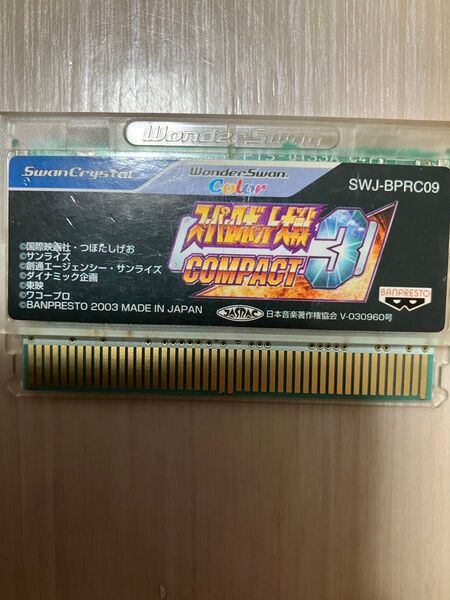 WonderSwan
SwanCrystal
WonderSwan
Color
SWJ-BPRC09
スーパーロボット大戦
COMPACT 3
©国際映画社・つぼたしげお
©サンライズ
©創通エージェンシー・サンライズ
©ダイナミック企画
©東映
©ワコープロ
©BANPRESTO 2003 MADE IN JAPAN
JASRAC
日本音楽著作権協会 V-030960号
BANPRESTO